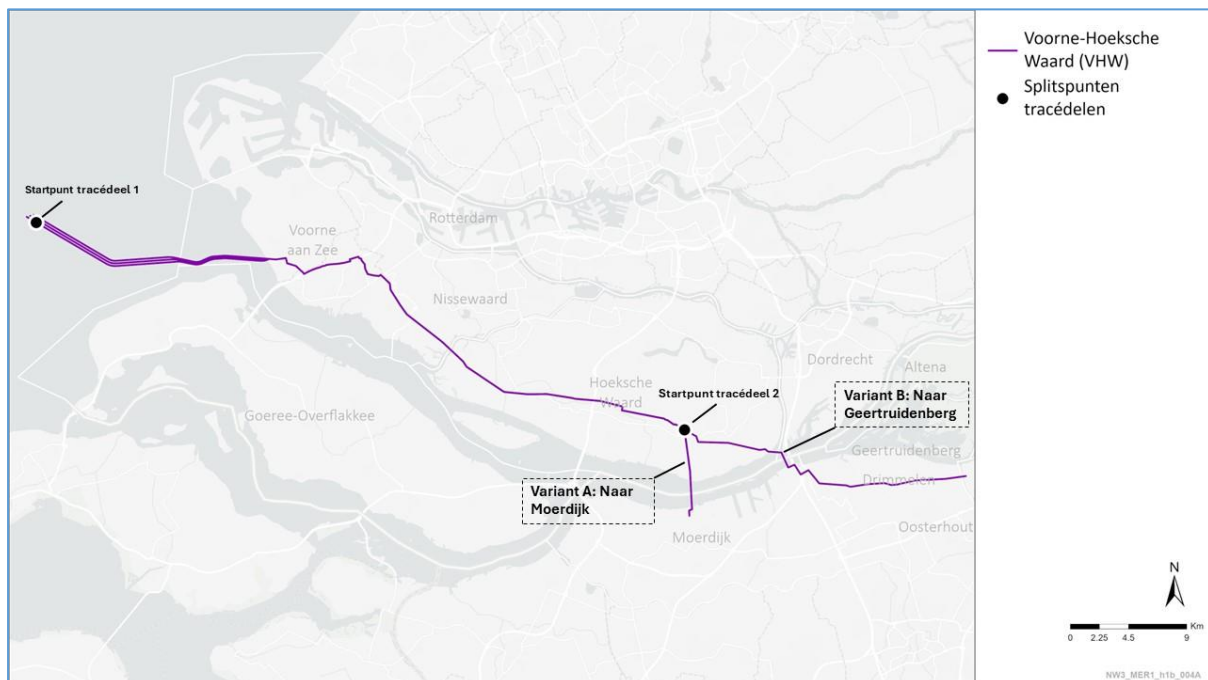 Voorne-Hoeksche
Waard (VHW)
Splitspunten
tracédelen
Startpunt tracédeel 1
Rotterdam
Voorne
aan Zee
Nissewaard
Dordrecht
Altena
Hoeksche
Waard
Startpunt tracédeel 2
Goeree-Overflakkee
Variant B: Naar
Geertruidenberg
Geertruidenberg
Drimmelen
Variant A: Naar
Moerdijk
Oosterhout
Moerdijk
N
Km
0 2.25 4.5 9
NW3_MER1_h1b_004A